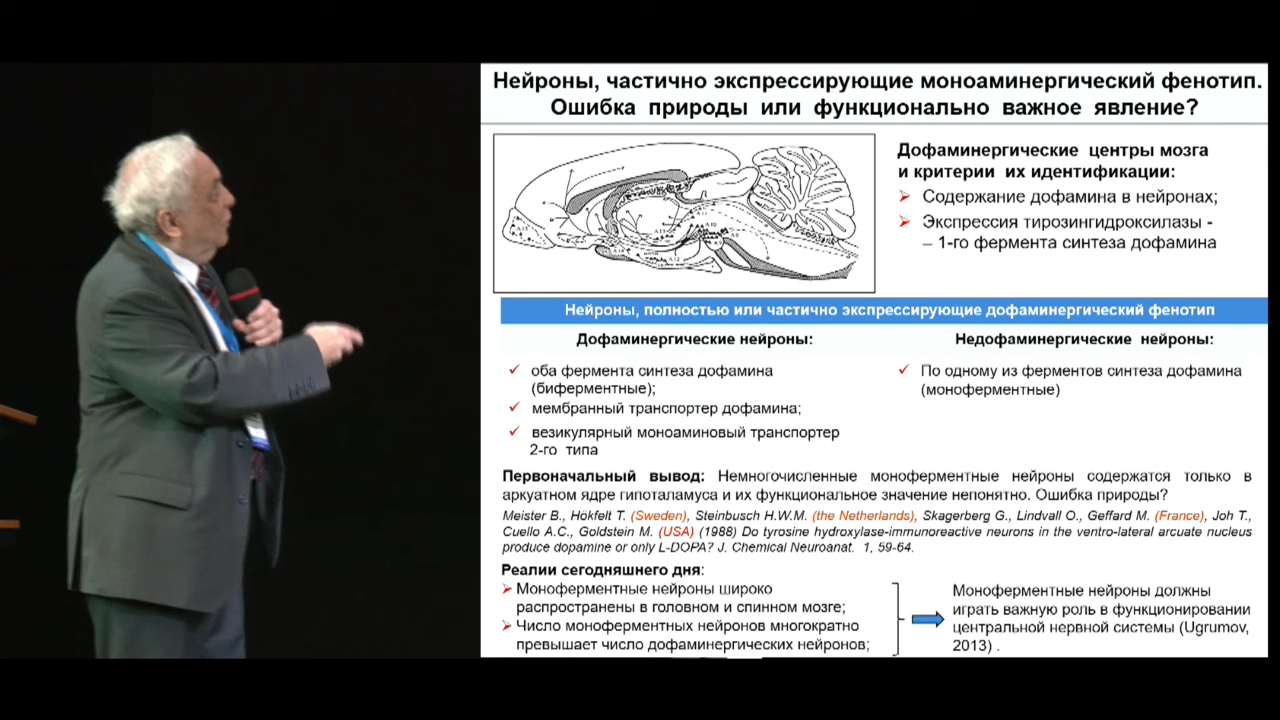 Нейроны, частично экспрессирующие моноаминергический фенотип.
Ошибка природы или функционально важное явление?
Дофаминергические центры мозга
и критерии их идентификации:
Содержание дофамина в нейронах;
Экспрессия тирозингидроксилазы -
– 1-го фермента синтеза дофамина
Нейроны, полностью или частично экспрессирующие дофаминергический фенотип
Дофаминергические нейроны:
оба фермента синтеза дофамина
(биферментные);
мембранный транспортер дофамина;
везикулярный моноаминовый транспортер
2-го типа
Недофаминергические нейроны:
По одному из ферментов синтеза дофамина
(моноферментные)
Первоначальный вывод: Немногочисленные моноферментные нейроны содержатся только в
аркуатном ядре гипоталамуса и их функциональное значение непонятно. Ошибка природы?
Meister B., Hökfelt T. (Sweden), Steinbusch H.W.M. (the Netherlands), Skagerberg G., Lindvall O., Geffard M. (France), Joh T.,
Cuello A.C., Goldstein M. (USA) (1988) Do tyrosine hydroxylase-immunoreactive neurons in the ventro-lateral arcuate nucleus
produce dopamine or only L-DOPA? J. Chemical Neuroanat. 1, 59-64.
Реалии сегодняшнего дня:
Моноферментные нейроны широко
распространены в головном и спинном мозге;
Число моноферментных нейронов многократно
превышает число дофаминергических нейронов;
Моноферментные нейроны должны
играть важную роль в функционировании
центральной нервной системы (Ugrumov,
2013) .